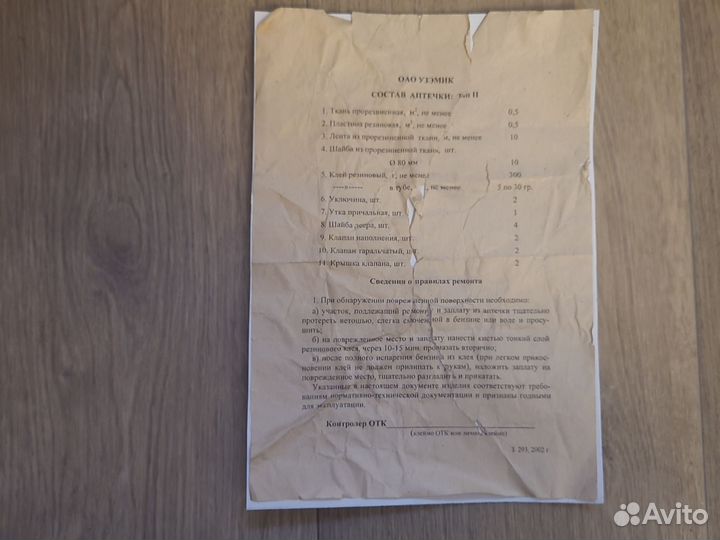 ОАО УТЭМИК
СОСТАВ АПТЕЧКИ: Тип II
1. Ткань прорезиненная, м², не менее 0,5
2. Пластина резиновая, м², не менее 0,5
3. Лента из прорезиненной ткани, м, не менее 10
4. Шайба из прорезиненной ткани, шт.
Ø 80 мм 10
5. Клей резиновый, г, не менее 300
----»----- в тубе, не менее 5 по 30 гр.
6. Уключина, шт. 2
7. Утка причальная, шт. 1
8. Шайба леера, шт. 4
9. Клапан наполнения, шт. 2
10. Клапан таральчатый, шт. 2
11. Крышка клапана, шт. 2
Сведения о правилах ремонта
1. При обнаружении поврежденной поверхности необходимо:
а) участок, подлежащий ремонту и заплату из аптечки тщательно
протереть ветошью, слегка смоченной в бензине или воде и просу-
шить;
б) на поврежденное место и заплату нанести кистью тонкий слой
резинового клея, через 10-15 мин. промазать вторично;
в) после полного испарения бензина из клея (при легком прикос-
новении клей не должен прилипать к рукам), наложить заплату на
поврежденное место, тщательно разгладить и прикатать.
Указанные в настоящем документе изделия соответствуют требо-
ваниям нормативно-технической документации и признаны годными
для эксплуатации.
Контролер ОТК
(клеймо ОТК или личное клеймо)
Т 293, 2002 г
Avito